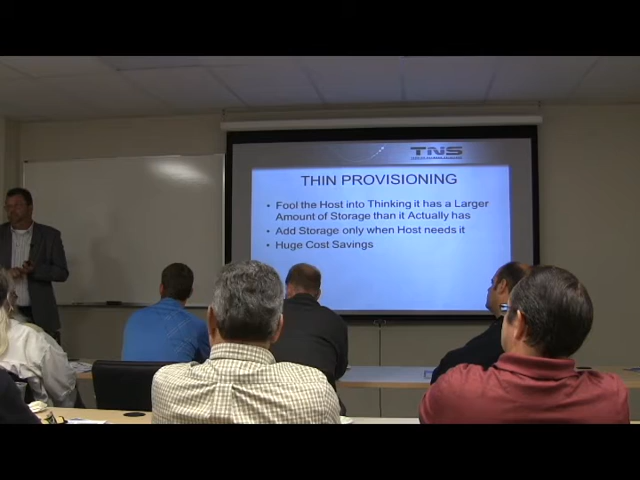 TNS
THIN PROVISIONING
• Fool the Host into Thinking it has a Larger
Amount of Storage than it Actually has
• Add Storage only when Host needs it
• Huge Cost Savings